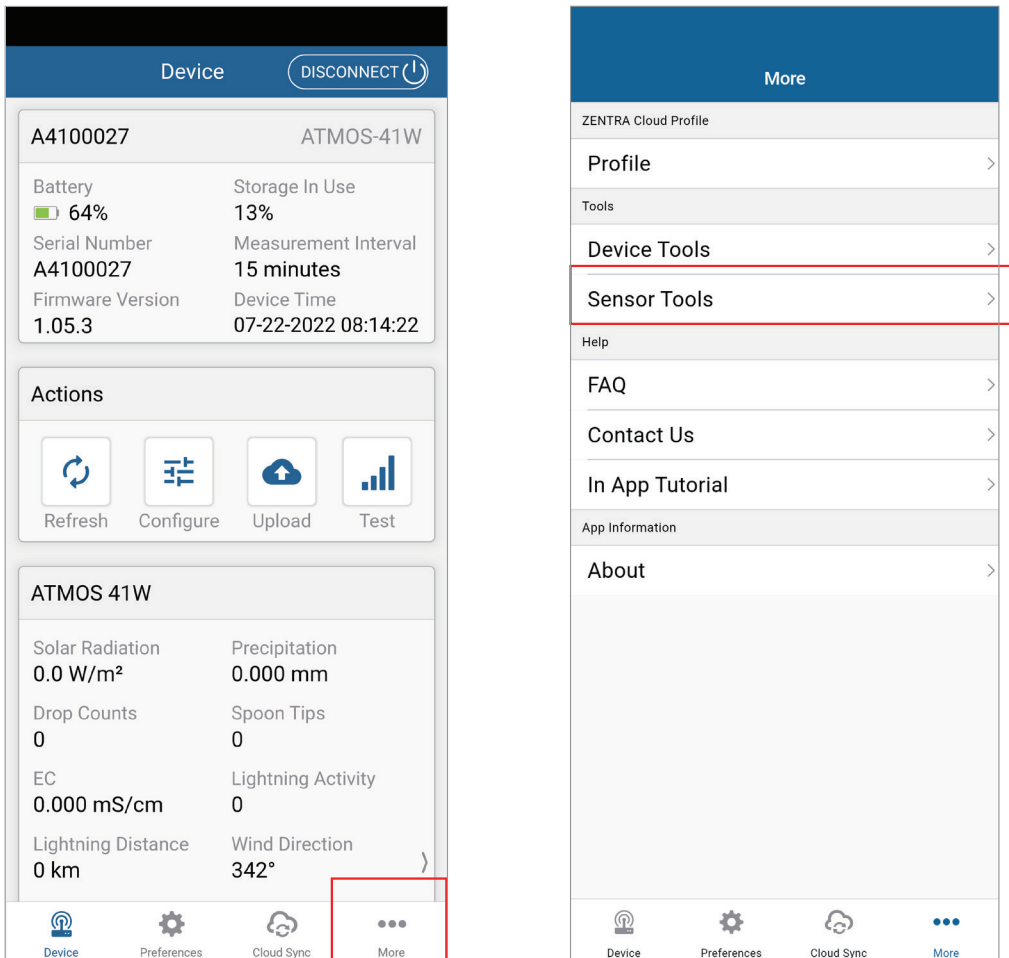 Device
DISCONNECT
A4100027 ATMOS-41W
Battery Storage In Use
64% 13%
Serial Number Measurement Interval
A4100027 15 minutes
Firmware Version Device Time
1.05.3 07-22-2022 08:14:22
Actions
Refresh Configure Upload Test
ATMOS 41W
Solar Radiation Precipitation
0.0 W/m² 0.000 mm
Drop Counts Spoon Tips
0 0
EC Lightning Activity
0.000 mS/cm 0
Lightning Distance Wind Direction
0 km 342°
Device Preferences Cloud Sync More
More
ZENTRA Cloud Profile
Profile
Tools
Device Tools
Sensor Tools
Help
FAQ
Contact Us
In App Tutorial
App Information
About
Device Preferences Cloud Sync More